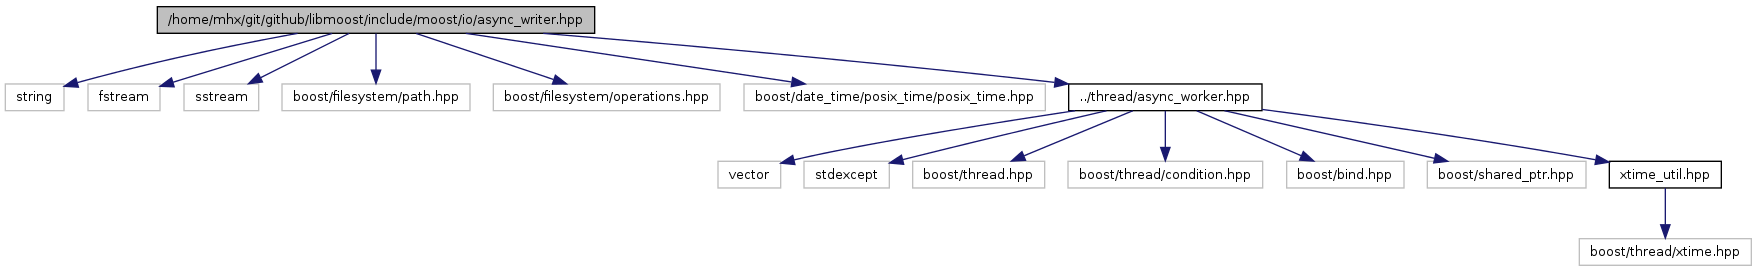 /home/mhx/git/github/libmoost/include/moost/io/async_writer.hpp
string
fstream
sstream
boost/filesystem/path.hpp
boost/filesystem/operations.hpp
boost/date_time/posix_time/posix_time.hpp
../thread/async_worker.hpp
vector
stdexcept
boost/thread.hpp
boost/thread/condition.hpp
boost/bind.hpp
boost/shared_ptr.hpp
xtime_util.hpp
boost/thread/xtime.hpp